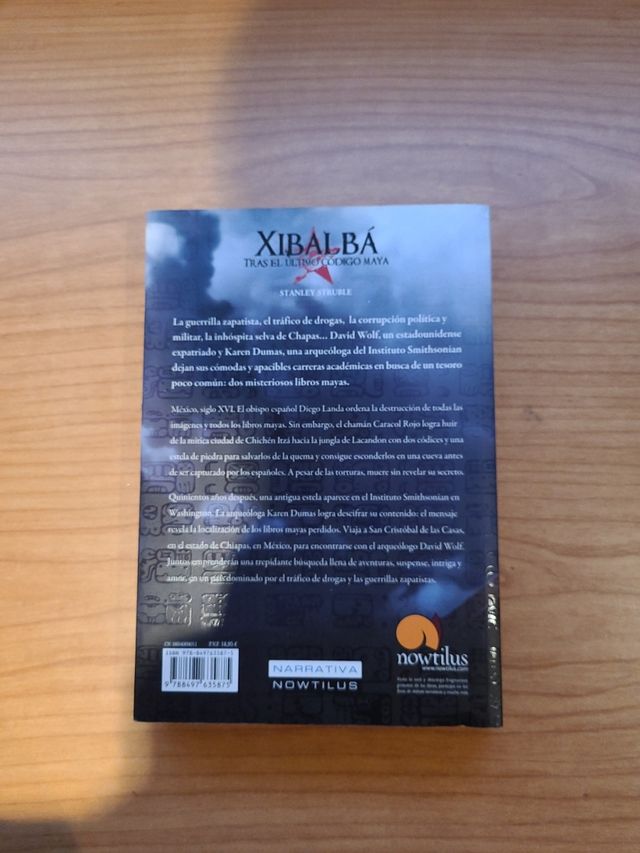 XIBALBÁ
TRAS EL ÚLTIMO CÓDIGO MAYA
STANLEY STRUBLE
La guerrilla zapatista, el tráfico de drogas, la corrupción política y
militar, la inhóspita selva de Chapas... David Wolf, un estadounidense
expatriado y Karen Dumas, una arqueóloga del Instituto Smithsonian
dejan sus cómodas y apacibles carreras académicas en busca de un tesoro
poco común: dos misteriosos libros mayas.
México, siglo XVI. El obispo español Diego Landa ordena la destrucción de todas las
imágenes y todos los libros mayas. Sin embargo, el chamán Caracol Rojo logra huir
de la mítica ciudad de Chichén Itzá hacia la jungla de Lacandon con dos códices y una
estela de piedra para salvarlos de la quema y consigue esconderlos en una cueva antes
de ser capturado por los españoles. A pesar de las torturas, muere sin revelar su secreto.
Quinientos años después, una antigua estela aparece en el Instituto Smithsonian en
Washington. La arqueóloga Karen Dumas logra descifrar su contenido: el mensaje
revela la localización de los libros mayas perdidos. Viaja a San Cristóbal de las Casas,
en el estado de Chiapas, en México, para encontrarse con el arqueólogo David Wolf.
Juntos emprenderán una trepidante búsqueda llena de aventuras, suspense, intriga y
amor, en un país dominado por el tráfico de drogas y las guerrillas zapatistas.
P.V.P. 18,95 €
ISBN 978-849763587-5
9 788497 635875
NARRATIVA
NOWTILUS
nowtilus
www.nowtilus.com